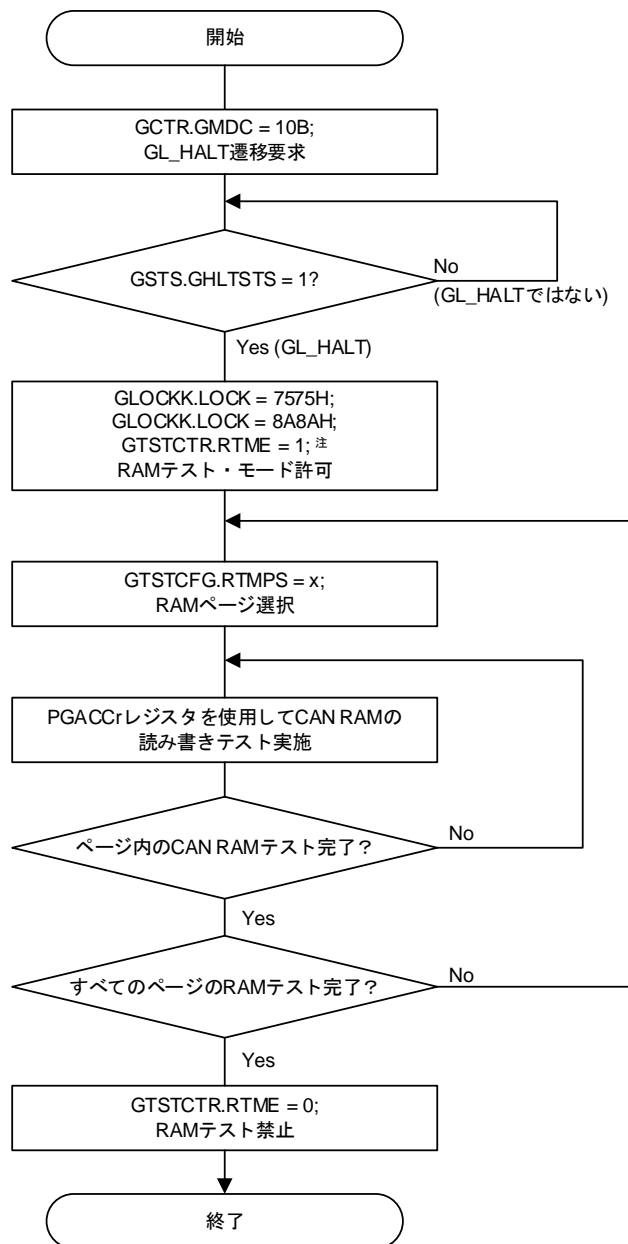 開始
GCTR.GMDC = 10B;
GL_HALT遷移要求
GSTS.GHLTSTS = 1?
No
(GL_HALTではない)
Yes (GL_HALT)
GLOCKK.LOCK = 7575H;
GLOCKK.LOCK = 8A8AH;
GTSTCTR.RTME = 1; 注
RAMテスト・モード許可
GTSTCFG.RTMPS = x;
RAMページ選択
PGACCrレジスタを使用してCAN RAMの
読み書きテスト実施
ページ内のCAN RAMテスト完了？
No
Yes
すべてのページのRAMテスト完了？
No
Yes
GTSTCTR.RTME = 0;
RAMテスト禁止
終了